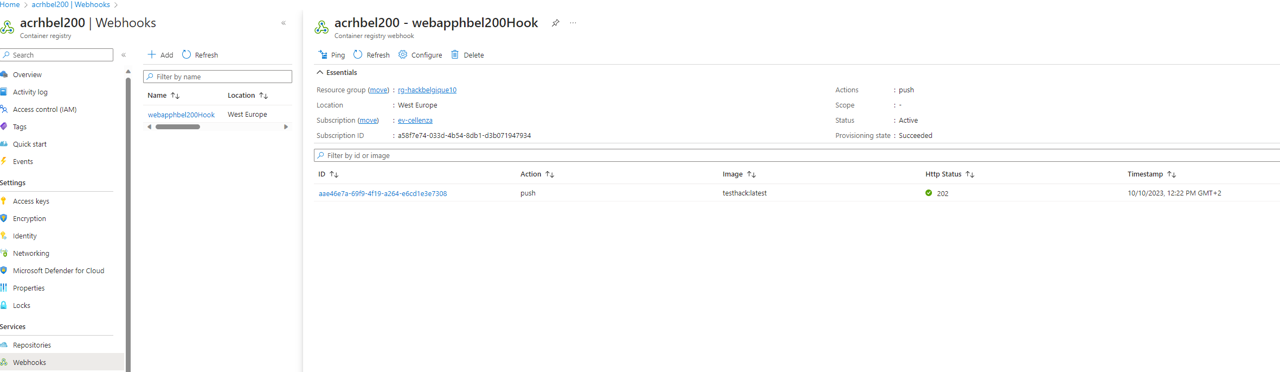 Home > acrhbel200 | Webhooks >
acrhbel200 | Webhooks
Container registry
Search
Overview
Activity log
Access control (IAM)
Tags
Quick start
Events
Settings
Access keys
Encryption
Identity
Networking
Microsoft Defender for Cloud
Properties
Locks
Services
Repositories
Webhooks
Add Refresh
Filter by name
Name Location
webapphbel200Hook West Europe
acrhbel200 - webapphbel200Hook
Container registry webhook
Ping Refresh Configure Delete
Essentials
Resource group (move) : rg-hackbelgique10
Location : West Europe
Subscription (move) : ev-cellenza
Subscription ID : a58f7e74-033d-4b54-8db1-d3b071947934
Actions : push
Scope : -
Status : Active
Provisioning state : Succeeded
Filter by id or image
ID Action Image Http Status Timestamp
aae46e7a-69f9-4f19-a264-e6cd1e3e7308 push testhack:latest 202 10/10/2023, 12:22 PM GMT+2